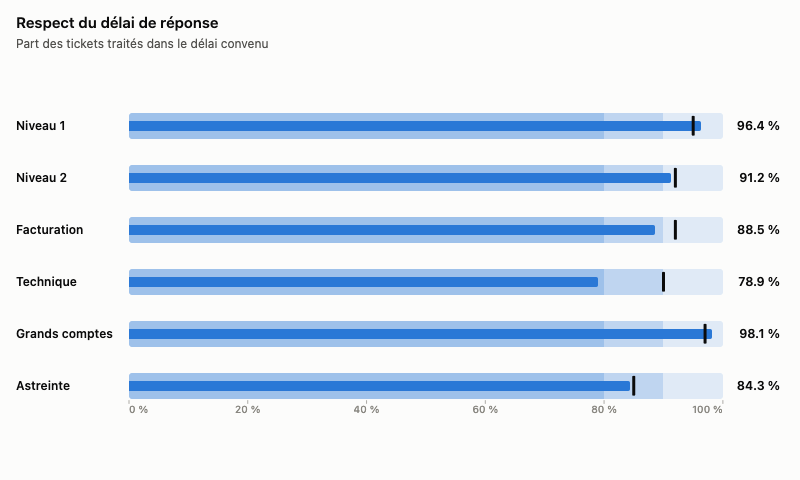 Respect du délai de réponse
Part des tickets traités dans le délai convenu
Niveau 1 96.4 %
Niveau 2 91.2 %
Facturation 88.5 %
Technique 78.9 %
Grands comptes 98.1 %
Astreinte 84.3 %
0 % 20 % 40 % 60 % 80 % 100 %